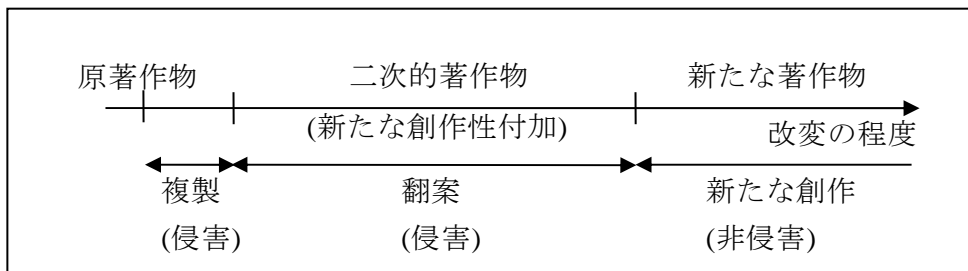 原著作物 二次的著作物 新たな著作物
(新たな創作性付加)
改変の程度
複製 翻案 新たな創作
(侵害) (侵害) (非侵害)